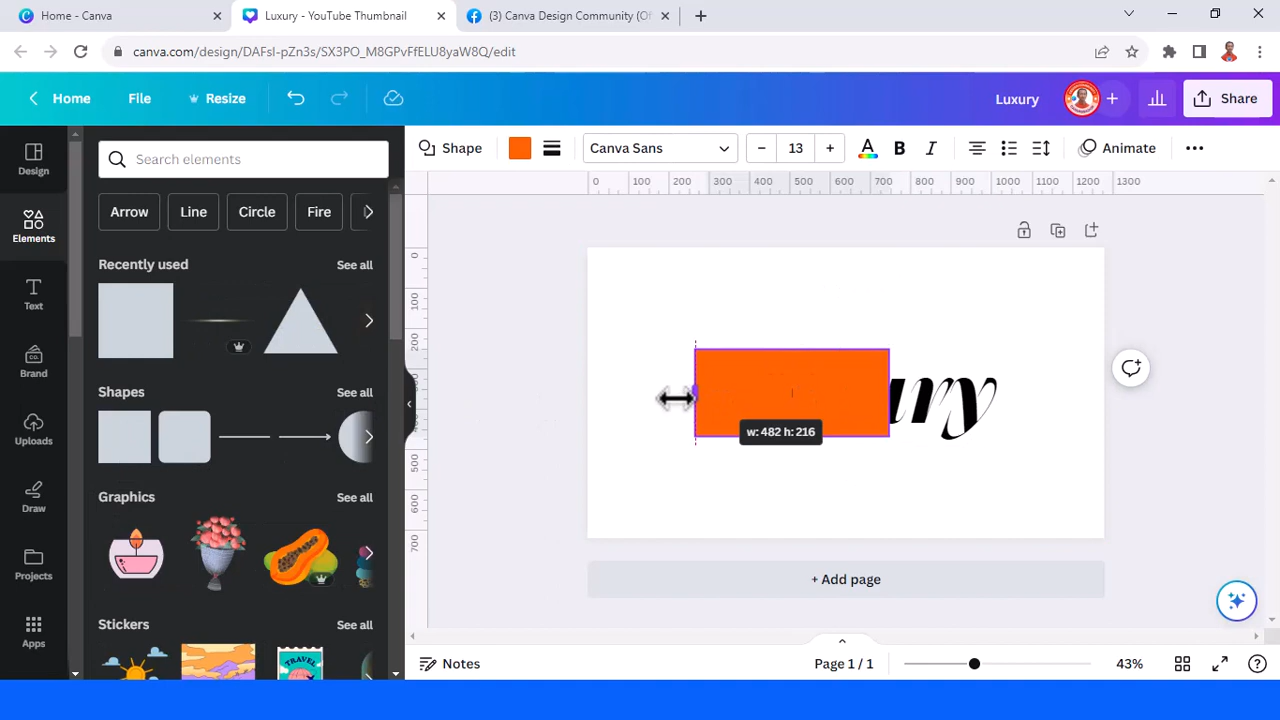 Home - Canva
Luxury - YouTube Thumbnail
(3) Canva Design Community (Of
canva.com/design/DAFsI-pZn3s/SX3PO_M8GPvFfELU8yaW8Q/edit
Home
File
Resize
Luxury
Share
Design
Elements
Text
Brand
Uploads
Draw
Projects
Apps
Search elements
Arrow
Line
Circle
Fire
Recently used
See all
Shapes
See all
Graphics
See all
Stickers
See all
TRAVEL
Shape
Canva Sans
13
A
B
I
Animate
0 100 200 300 400 500 600 700 800 900 1000 1100 1200 1300
0
100
200
500
600
700
ury
w: 482 h: 216
+ Add page
Notes
Page 1 / 1
43%